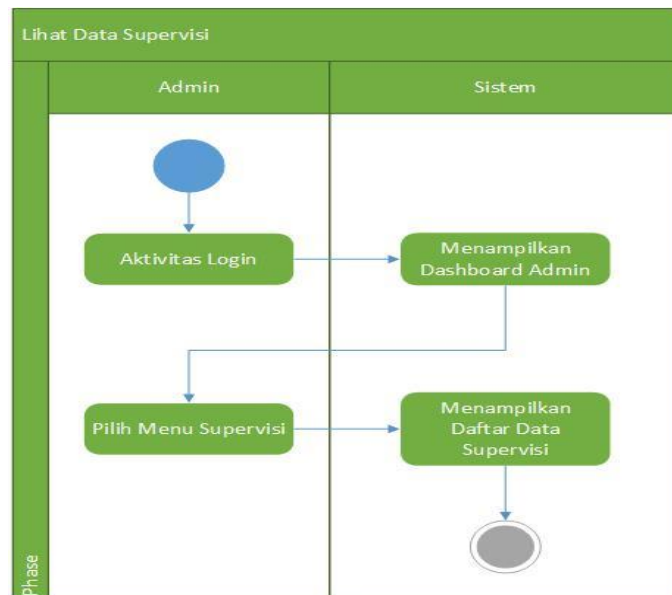 Lihat Data Supervisi
Admin
Sistem
Aktivitas Login
Menampilkan
Dashboard Admin
Pilih Menu Supervisi
Menampilkan
Daftar Data
Supervisi
Phase